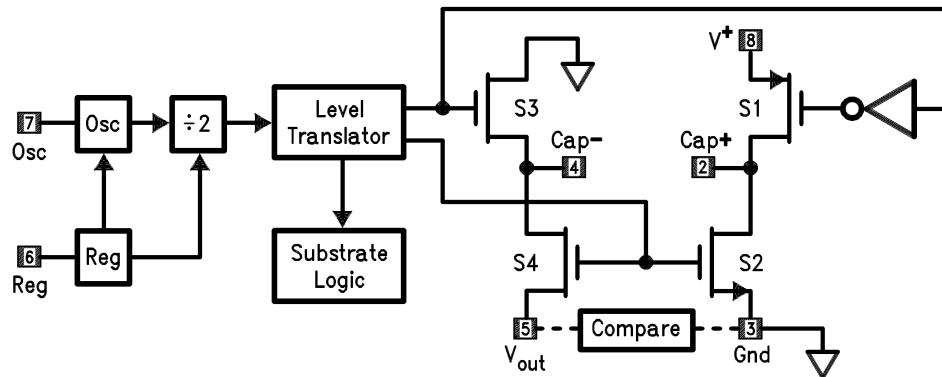 V+
8
S3
S1
Level
Translator
7
Osc
÷2
Osc
Cap-
Cap+
4
2
6
Reg
Reg
Substrate
Logic
S4
S2
5
Compare
3
Vout
Gnd